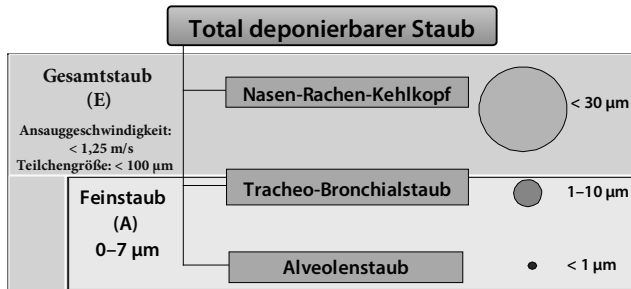 Total deponierbarer Staub
Gesamtstaub
(E)
Ansauggeschwindigkeit:
< 1,25 m/s
Teilchengröße: < 100 µm
Nasen-Rachen-Kehlkopf
< 30 µm
Feinstaub
(A)
0–7 µm
Tracheo-Bronchialstaub
1–10 µm
Alveolenstaub
< 1 µm